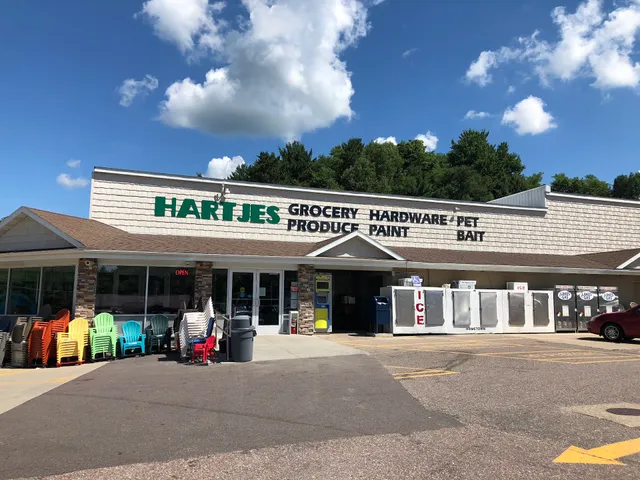 HARTJES
GROCERY HARDWARE PET
PRODUCE PAINT BAIT
OPEN
ICE